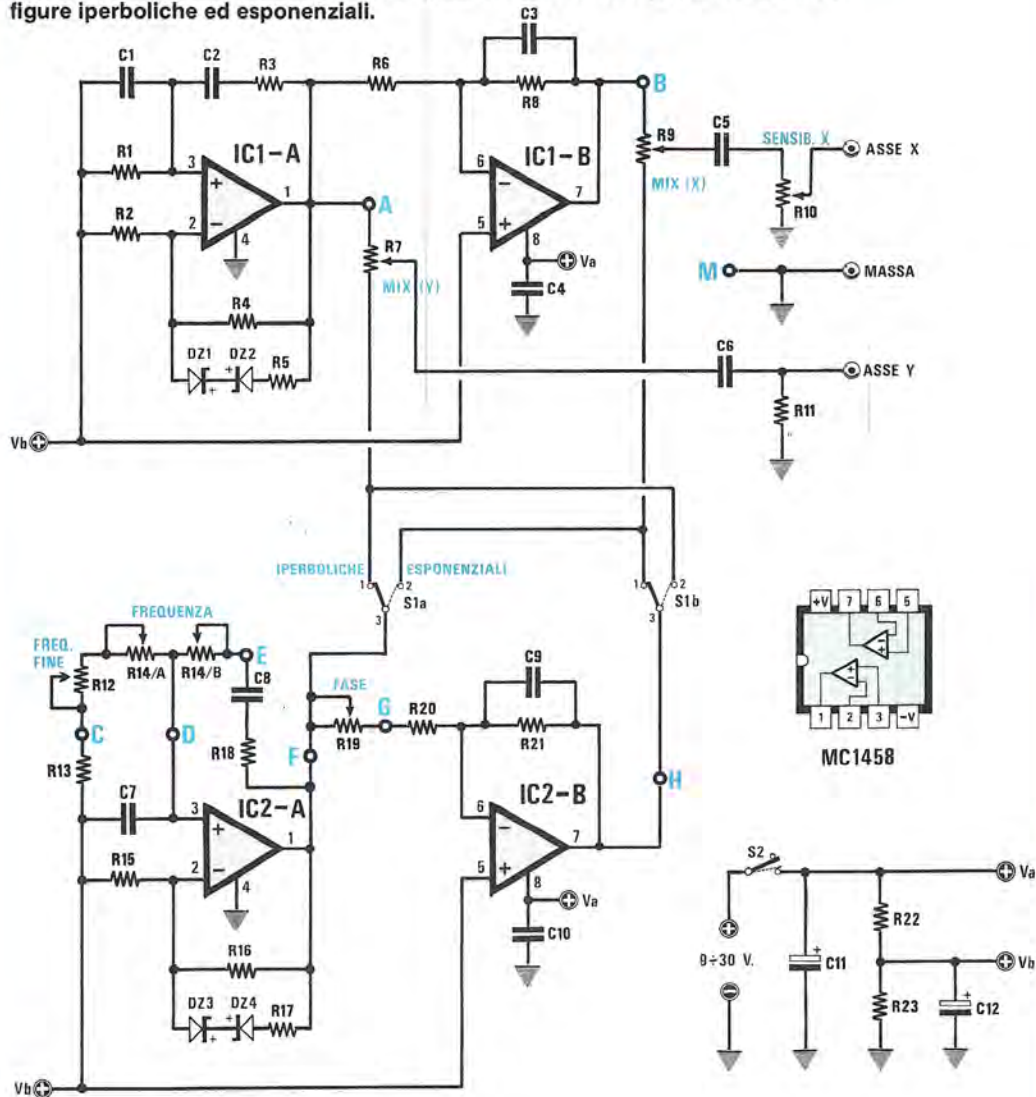 figure iperboliche ed esponenziali.
C1
C2
R3
R6
C3
R8
B
R9
MIX (X)
C5
SENSIB. X
R10
ASSE X
R1
R2
3
+
2
−
IC1-A
1
4
A
R7
MIX (Y)
6
−
5
+
IC1-B
7
8
Va
C4
M
MASSA
R4
DZ1
+
+
DZ2
R5
C6
ASSE Y
R11
Vb
IPERBOLICHE
1
2
ESPONENZIALI
3
S1a
1
2
S1b
3
FREQUENZA
FREQ.
FINE
R12
R14/A
R14/B
E
C8
C
D
R13
R18
FASE
R19
G
R20
C9
R21
F
H
C7
3
+
2
−
IC2-A
1
4
R15
6
−
5
+
IC2-B
7
8
Va
C10
R16
DZ3
+
+
DZ4
R17
Vb
+V
7
6
5
1
2
3
-V
MC1458
S2
9÷30 V.
C11
+
R22
R23
C12
+
Va
Vb